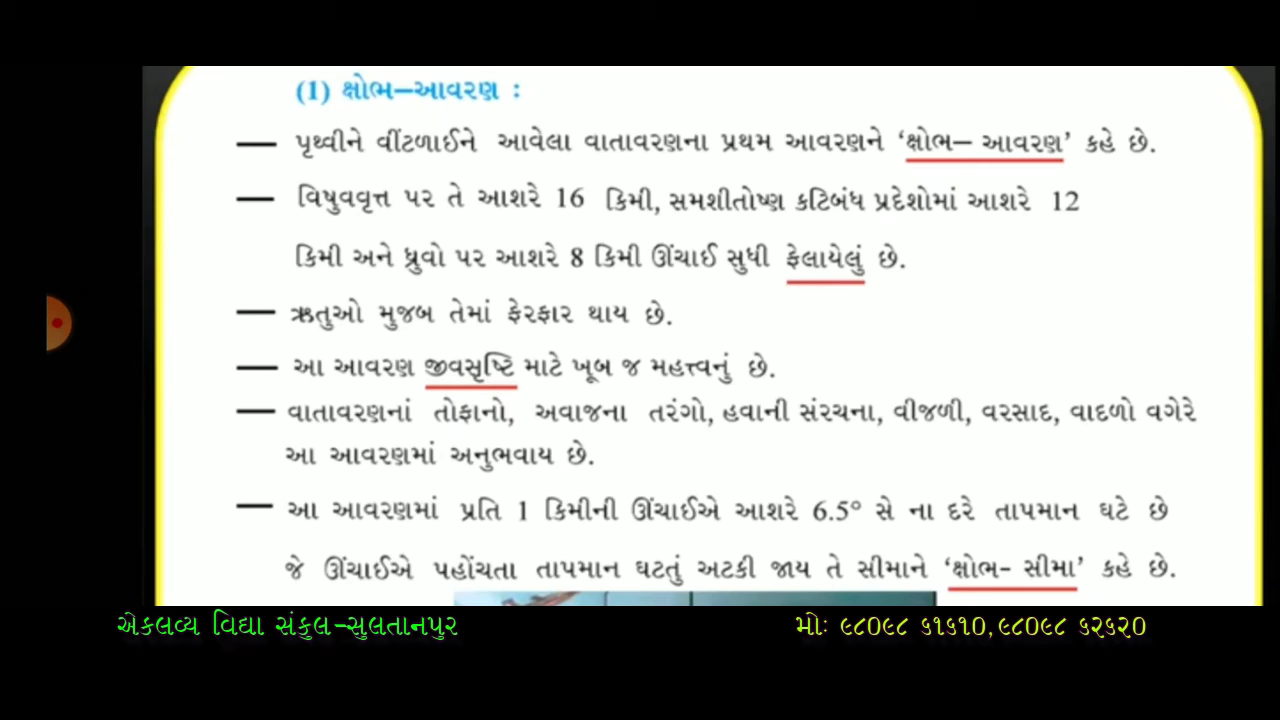 (1) ક્ષોભ-આવરણ :
— પૃથ્વીને વીંટળાઈને આવેલા વાતાવરણના પ્રથમ આવરણને ‘ક્ષોભ- આવરણ’ કહે છે.
— વિષુવવૃત્ત પર તે આશરે 16 કિમી, સમશીતોષ્ણ કટિબંધ પ્રદેશોમાં આશરે 12
કિમી અને ધ્રુવો પર આશરે 8 કિમી ઊંચાઈ સુધી ફેલાયેલું છે.
— ઋતુઓ મુજબ તેમાં ફેરફાર થાય છે.
— આ આવરણ જીવસૃષ્ટિ માટે ખૂબ જ મહત્ત્વનું છે.
— વાતાવરણનાં તોફાનો, અવાજના તરંગો, હવાની સંરચના, વીજળી, વરસાદ, વાદળો વગેરે
આ આવરણમાં અનુભવાય છે.
— આ આવરણમાં પ્રતિ 1 કિમીની ઊંચાઈએ આશરે 6.5° સે ના દરે તાપમાન ઘટે છે
જે ઊંચાઈએ પહોંચતા તાપમાન ઘટતું અટકી જાય તે સીમાને ‘ક્ષોભ- સીમા’ કહે છે.
એકલવ્ય વિદ્યા સંકુલ-સુલતાનપુર
મોઃ ૯૮૦૯૮ ૬૧૬૧૦,૯૮૦૯૮ ૬૨૬૨૦